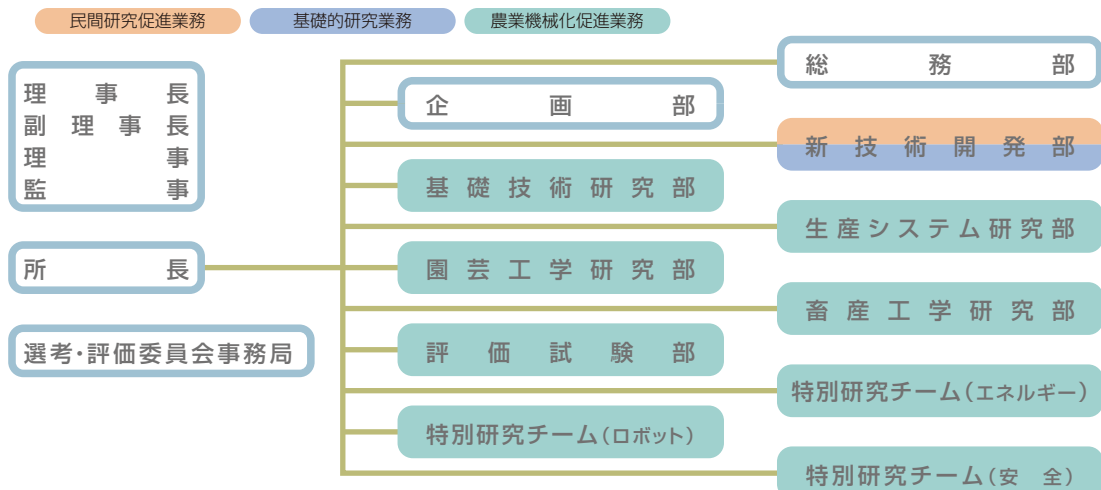 民間研究促進業務
基礎的研究業務
農業機械化促進業務
理事長
副理事長
理事
監事
所長
選考・評価委員会事務局
総務部
企画部
新技術開発部
基礎技術研究部
生産システム研究部
園芸工学研究部
畜産工学研究部
評価試験部
特別研究チーム(エネルギー)
特別研究チーム(ロボット)
特別研究チーム(安 全)